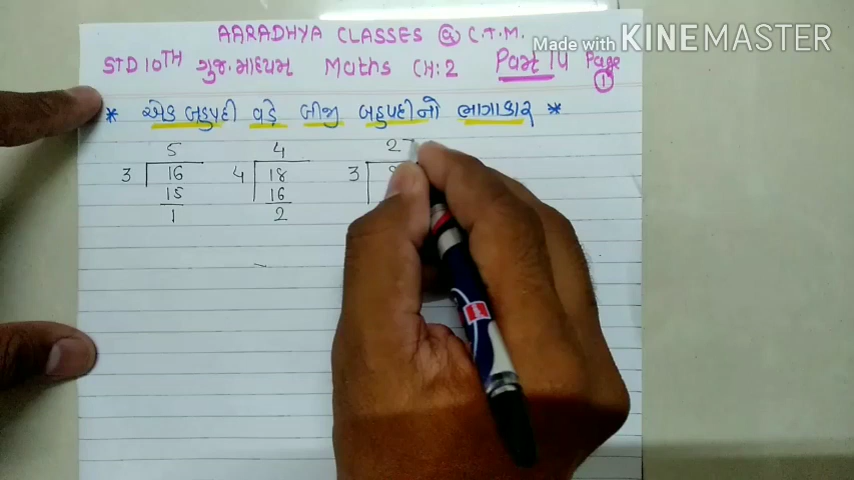 AARADHYA CLASSES @ C.T.M.
Made with KINEMASTER
STD 10TH ગુજ. માધ્યમ Maths CH:2 Part 14 Page 1
* એક બહુપદી વડે બીજી બહુપદીનો ભાગાકાર *
5 4 2
3 16 4 18 3
15 16
1 2